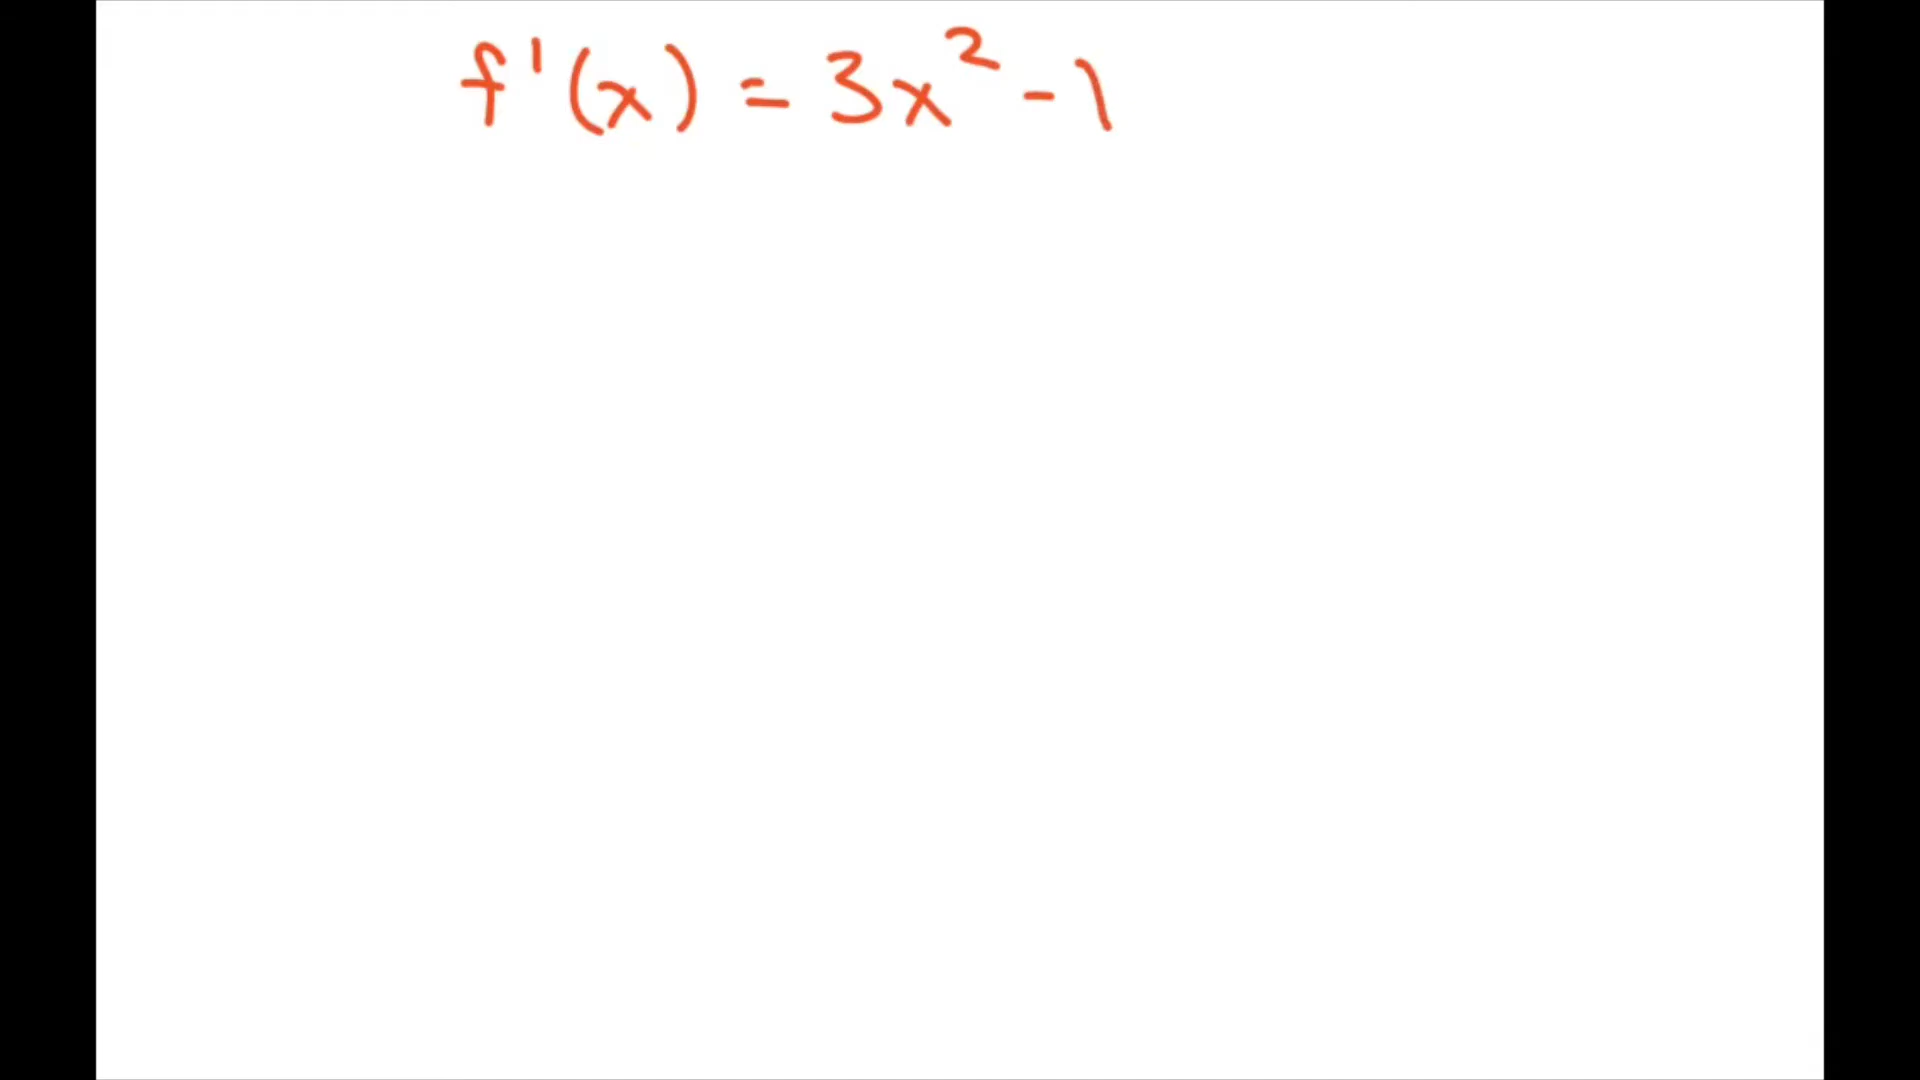 f'(x) = 3x² - 1